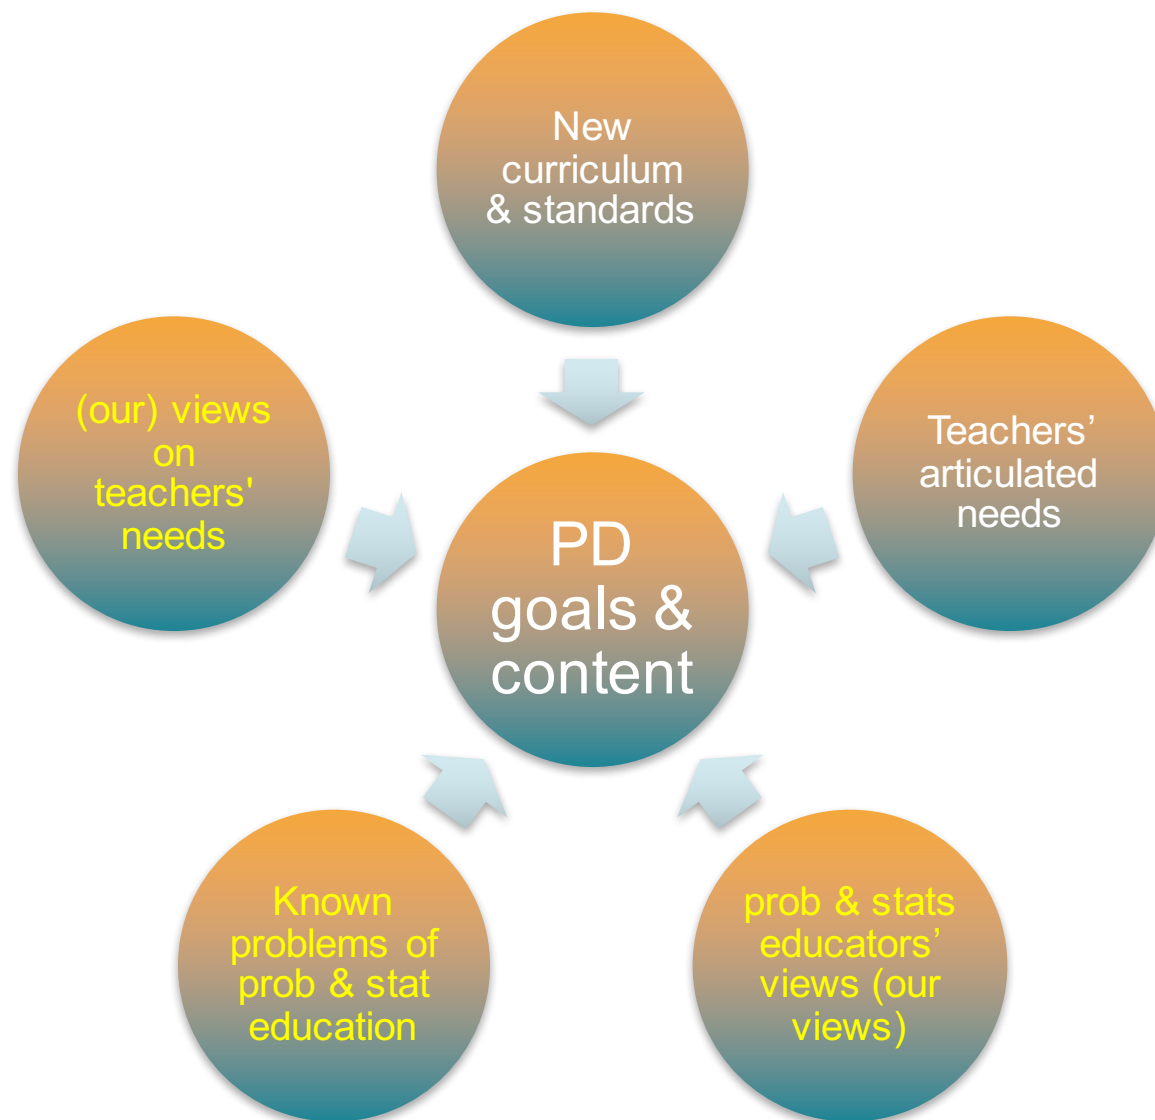 New
curriculum
& standards
(our) views
on
teachers'
needs
Teachers’
articulated
needs
PD
goals &
content
Known
problems of
prob & stat
education
prob & stats
educators’
views (our
views)